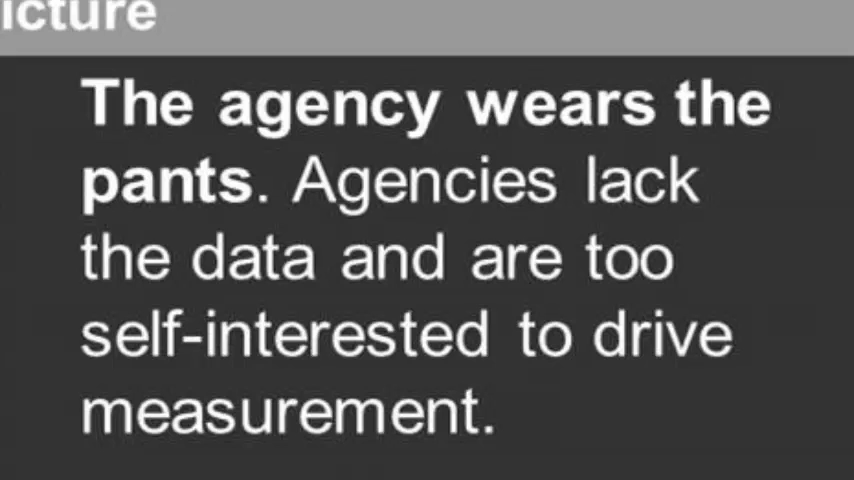 icture
The agency wears the
pants. Agencies lack
the data and are too
self-interested to drive
measurement.